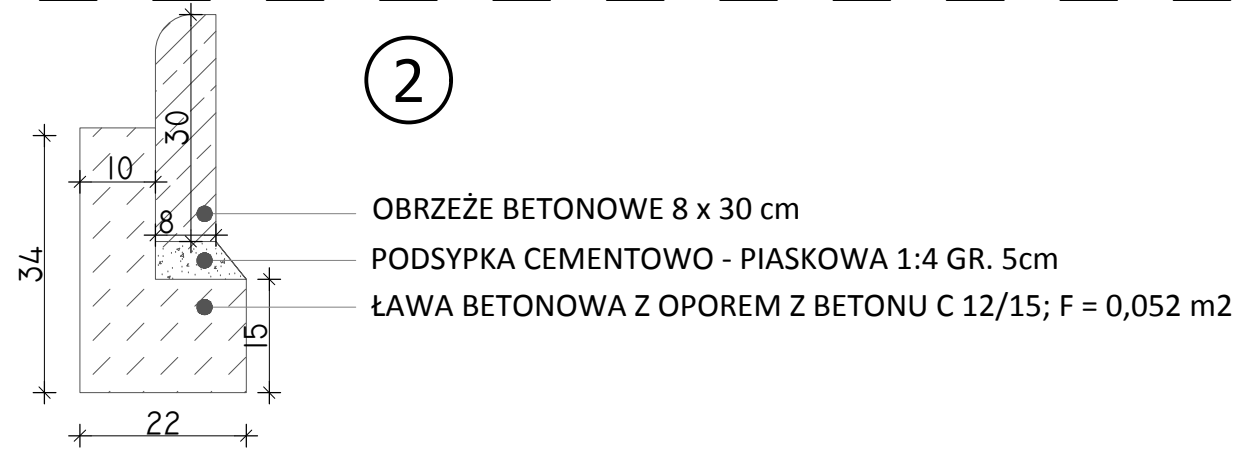 2
30
10
8
34
15
22
OBRZEŻE BETONOWE 8 x 30 cm
PODSYPKA CEMENTOWO - PIASKOWA 1:4 GR. 5cm
ŁAWA BETONOWA Z OPOREM Z BETONU C 12/15; F = 0,052 m2